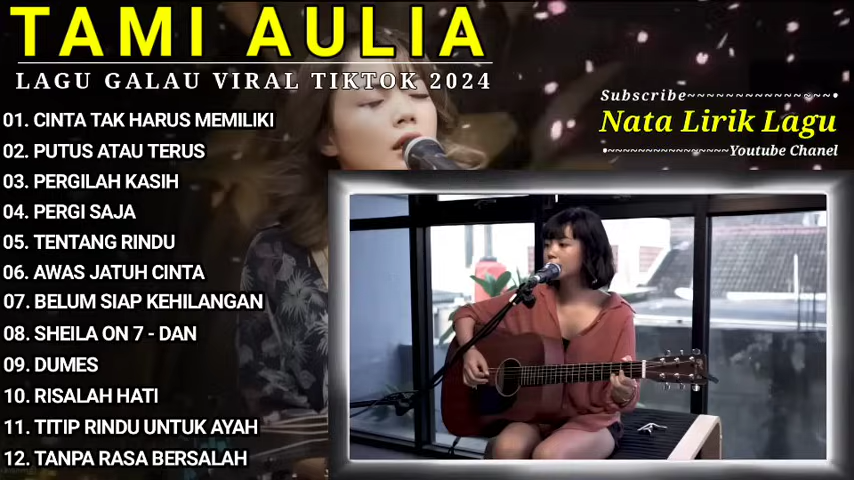 TAMI AULIA
LAGU GALAU VIRAL TIKTOK 2024
01. CINTA TAK HARUS MEMILIKI
02. PUTUS ATAU TERUS
03. PERGILAH KASIH
04. PERGI SAJA
05. TENTANG RINDU
06. AWAS JATUH CINTA
07. BELUM SIAP KEHILANGAN
08. SHEILA ON 7 - DAN
09. DUMES
10. RISALAH HATI
11. TITIP RINDU UNTUK AYAH
12. TANPA RASA BERSALAH
Subscribe~~~~~~~~~~~~~~~•
Nata Lirik Lagu
•~~~~~~~~~~~~~~~Youtube Chanel